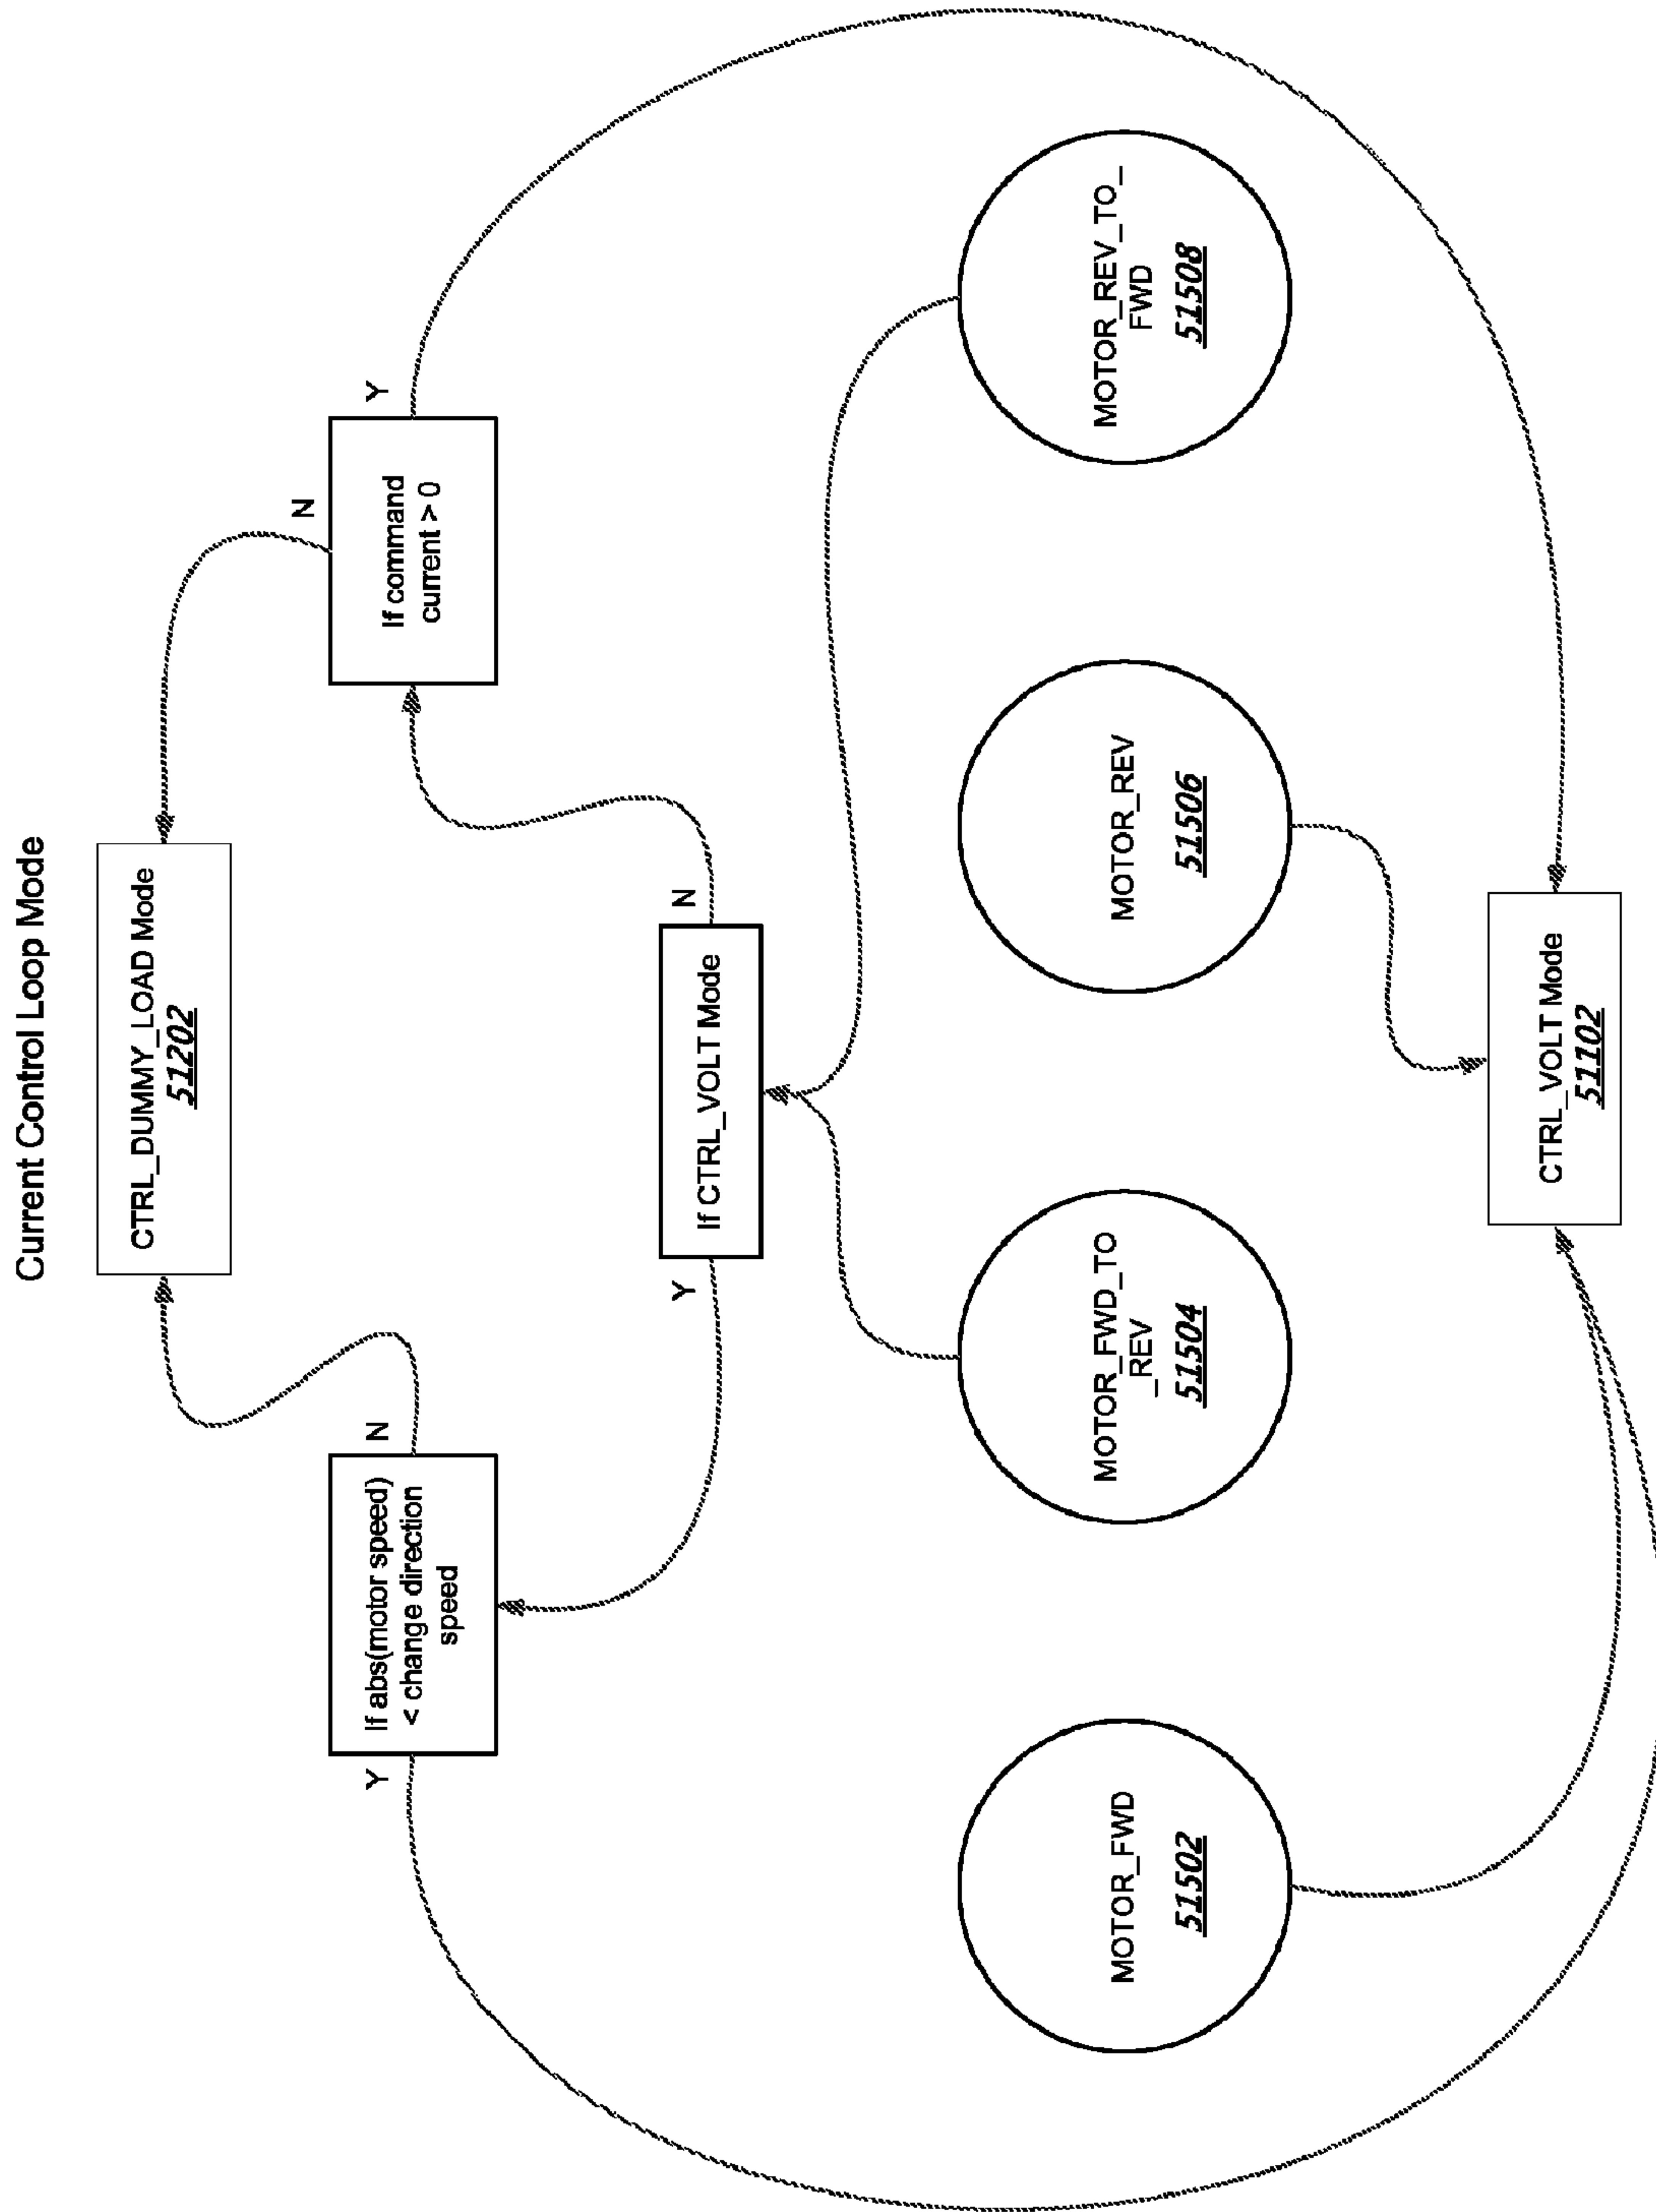 Current Control Loop Mode
CTRL_DUMMY_LOAD Mode
51202
If abs(motor speed)
< change direction
speed
Y
N
If command
current > 0
N
Y
If CTRL_VOLT Mode
Y
N
MOTOR_FWD
51502
MOTOR_FWD_TO
_REV
51504
MOTOR_REV
51506
MOTOR_REV_TO_
FWD
51508
CTRL_VOLT Mode
51102